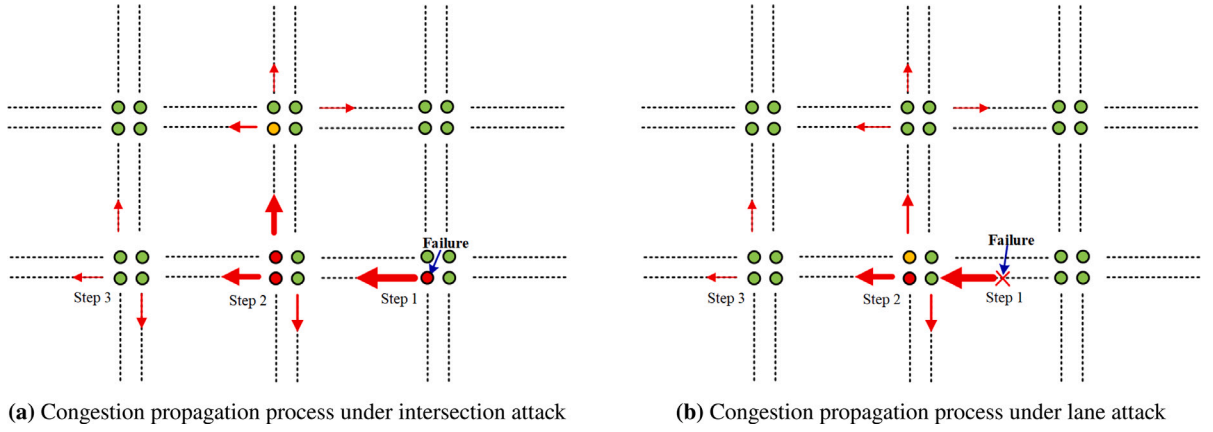 Failure
Step 3
Step 2
Step 1
Failure
Step 3
Step 2
Step 1
(a) Congestion propagation process under intersection attack
(b) Congestion propagation process under lane attack